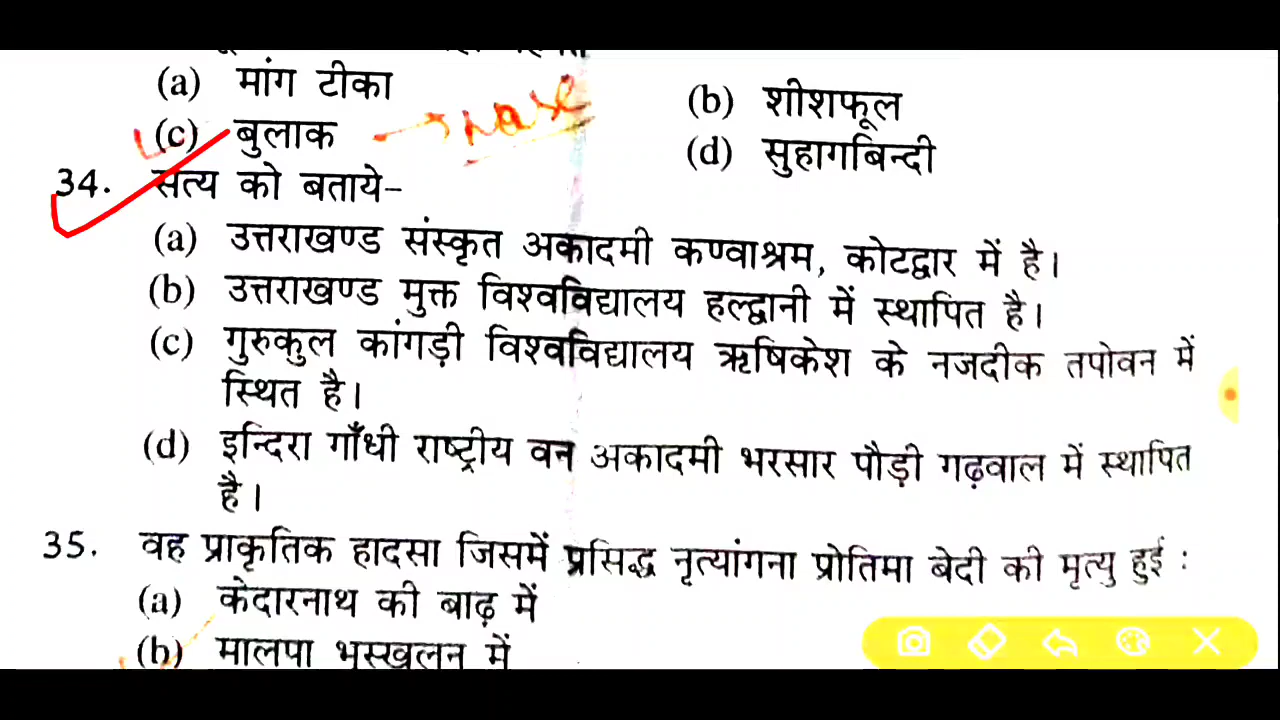 (a) मांग टीका
(b) शीशफूल
(c) बुलाक → Nose
(d) सुहागबिन्दी
34. सत्य को बताये-
(a) उत्तराखण्ड संस्कृत अकादमी कण्वाश्रम, कोटद्वार में है।
(b) उत्तराखण्ड मुक्त विश्वविद्यालय हल्द्वानी में स्थापित है।
(c) गुरुकुल कांगड़ी विश्वविद्यालय ऋषिकेश के नजदीक तपोवन में
स्थित है।
(d) इन्दिरा गाँधी राष्ट्रीय वन अकादमी भरसार पौड़ी गढ़वाल में स्थापित
है।
35. वह प्राकृतिक हादसा जिसमें प्रसिद्ध नृत्यांगना प्रोतिमा बेदी की मृत्यु हुई :
(a) केदारनाथ की बाढ़ में
(b) मालपा भूस्खलन में